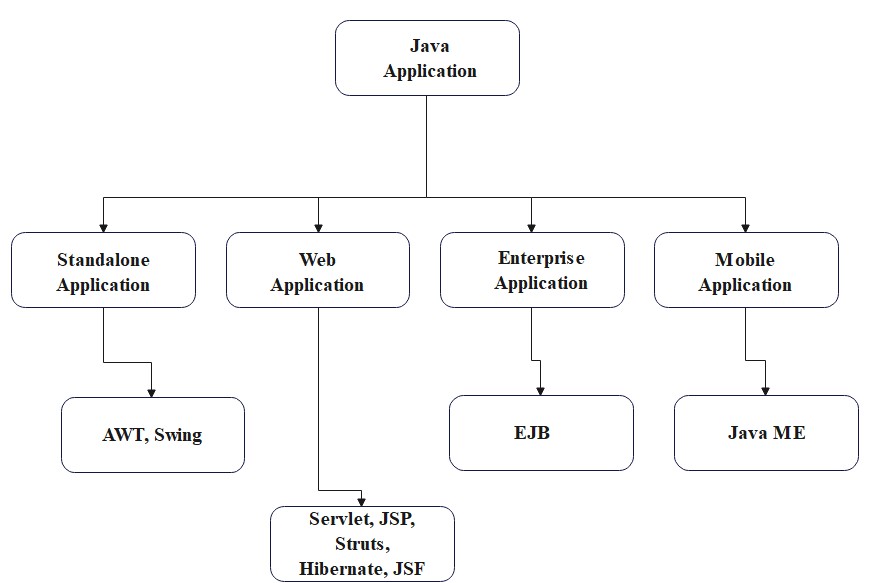 Java
Application
Standalone
Application
Web
Application
Enterprise
Application
Mobile
Application
AWT, Swing
EJB
Java ME
Servlet, JSP,
Struts,
Hibernate, JSF